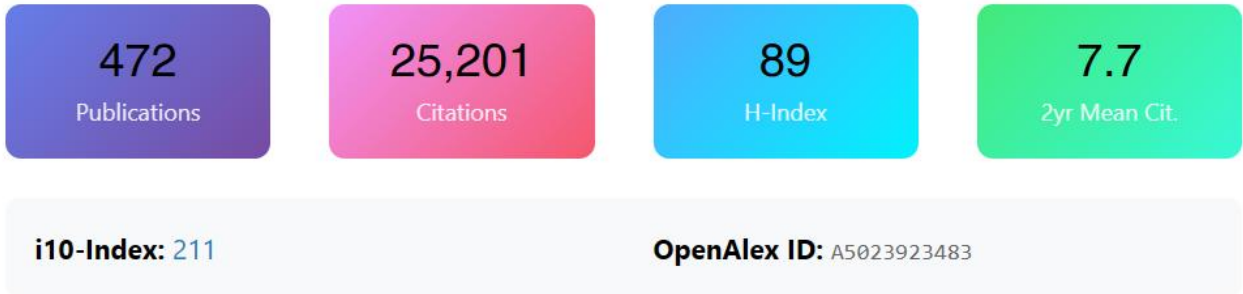 472
Publications
25,201
Citations
89
H-Index
7.7
2yr Mean Cit.
i10-Index: 211
OpenAlex ID: A5023923483